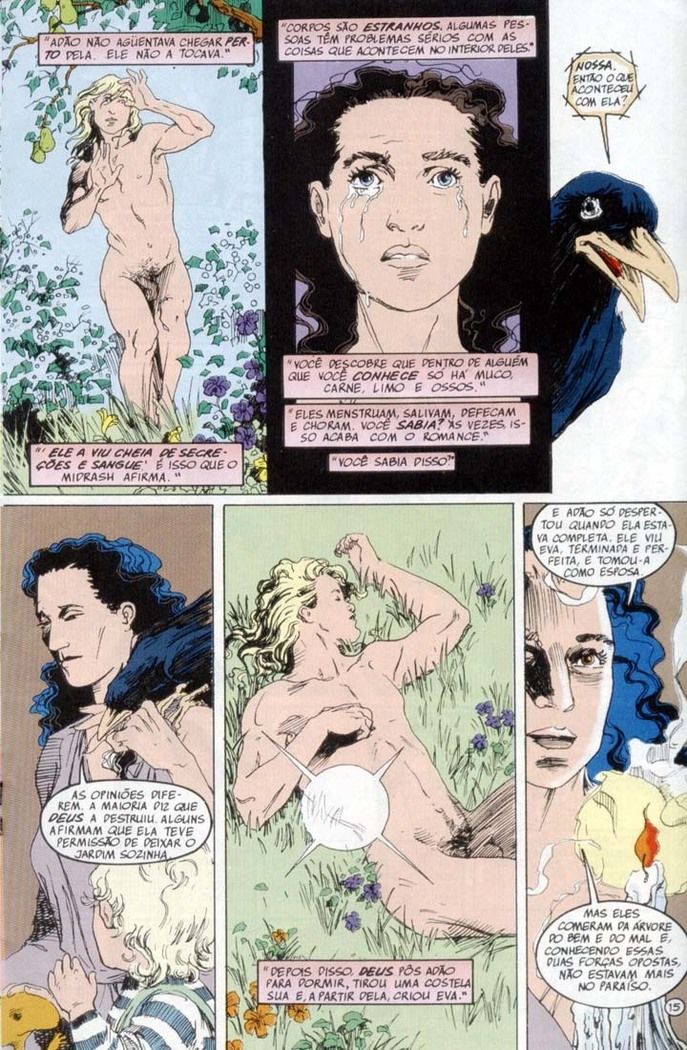 "ADÃO NÃO AGÜENTAVA CHEGAR PER-
TO DELA. ELE NÃO A TOCAVA."
"CORPOS SÃO ESTRANHOS. ALGUMAS PES-
SOAS TÊM PROBLEMAS SÉRIOS COM AS
COISAS QUE ACONTECEM NO INTERIOR DELES."
NOSSA.
ENTÃO O QUE
ACONTECEU
COM ELA?
"VOCÊ DESCOBRE QUE DENTRO DE ALGUÉM
QUE VOCÊ CONHECE SÓ HÁ MUCO,
CARNE, LIMO E OSSOS."
"ELES MENSTRUAM, SALIVAM, DEFECAM
E CHORAM. VOCÊ SABIA? ÀS VEZES, IS-
SO ACABA COM O ROMANCE."
"VOCÊ SABIA DISSO?"
"' ELE A VIU CHEIA DE SECRE-
ÇÕES E SANGUE.' É ISSO QUE O
MIDRASH AFIRMA."
AS OPINIÕES DIFE-
REM. A MAIORIA DIZ QUE
DEUS A DESTRUIU. ALGUNS
AFIRMAM QUE ELA TEVE
PERMISSÃO DE DEIXAR O
JARDIM SOZINHA.
"DEPOIS DISSO, DEUS PÔS ADÃO
PARA DORMIR, TIROU UMA COSTELA
SUA E, A PARTIR DELA, CRIOU EVA."
E ADÃO SÓ DESPER-
TOU QUANDO ELA ESTA-
VA COMPLETA. ELE VIU
EVA, TERMINADA E PER-
FEITA, E TOMOU-A
COMO ESPOSA.
MAS ELES
COMERAM DA ÁRVORE
DO BEM E DO MAL E,
CONHECENDO ESSAS
DUAS FORÇAS OPOSTAS,
NÃO ESTAVAM MAIS
NO PARAÍSO.
15